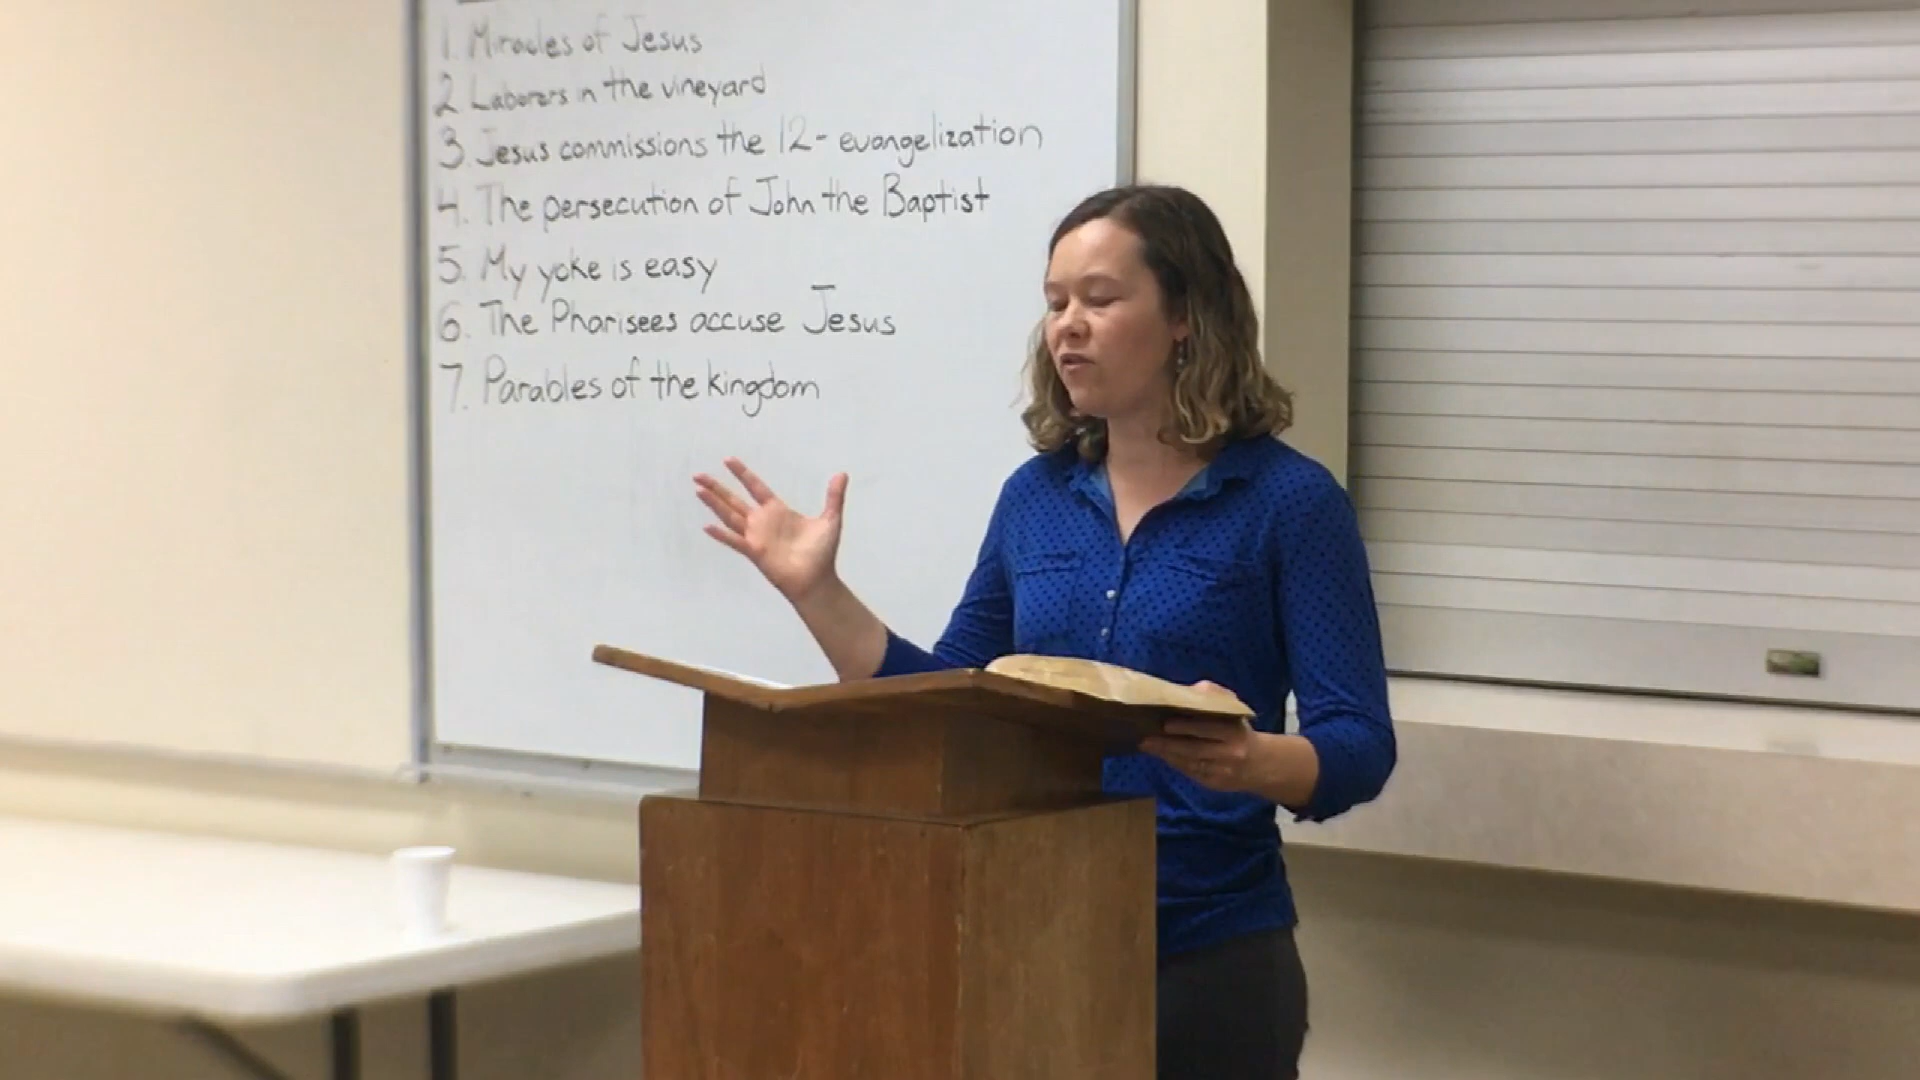 1. Miracles of Jesus
2 Laborers in the vineyard
3. Jesus commissions the 12- evangelization
4. The persecution of John the Baptist
5. My yoke is easy
6. The Pharisees accuse Jesus
7. Parables of the kingdom